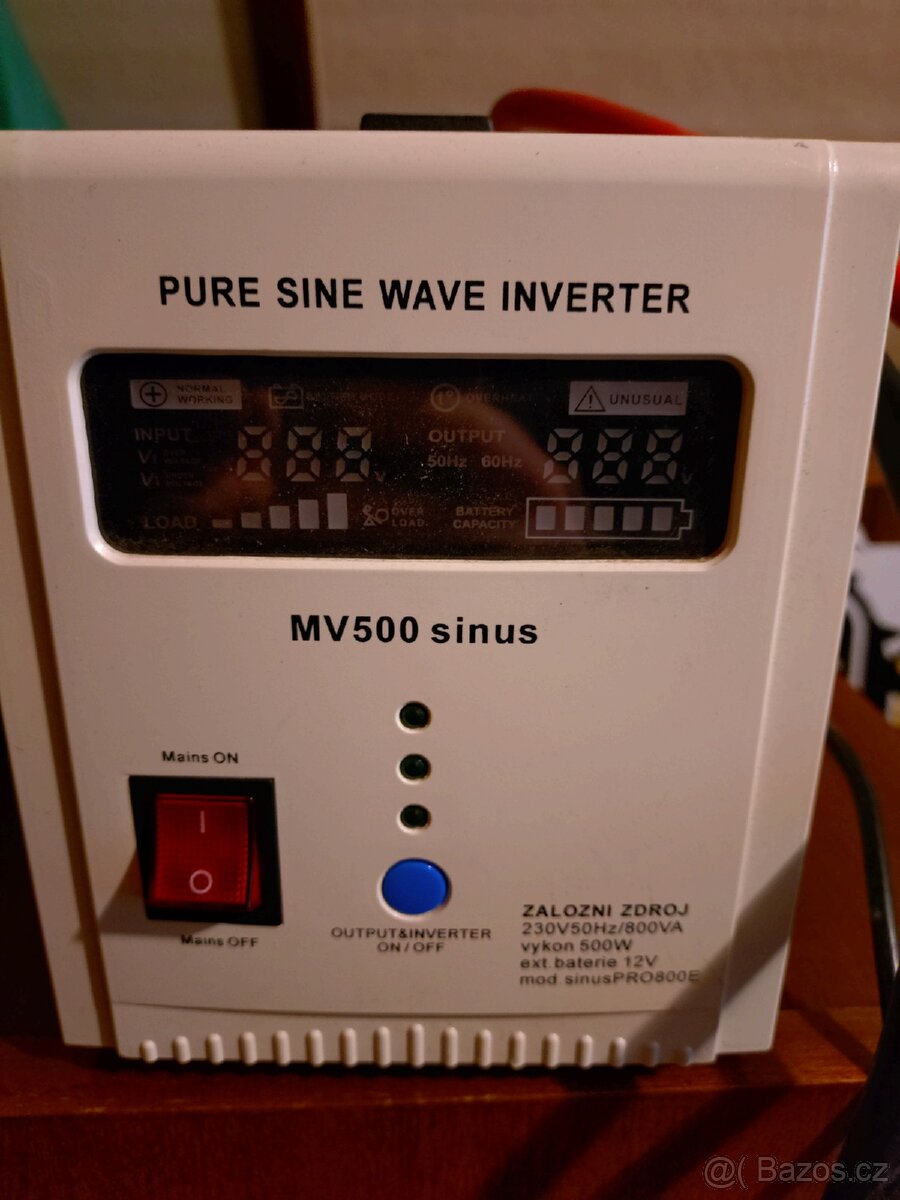 PURE SINE WAVE INVERTER
NORMAL WORKING
OVERHEAT
UNUSUAL
INPUT
OUTPUT
50Hz 60Hz
888 V
888 V
LOAD
OVER LOAD
BATTERY CAPACITY
MV500 sinus
Mains ON
I
O
Mains OFF
OUTPUT&INVERTER
ON/OFF
ZALOZNI ZDROJ
230V50Hz/800VA
vykon 500W
ext.baterie 12V
mod sinusPRO800E
@( Bazos.cz